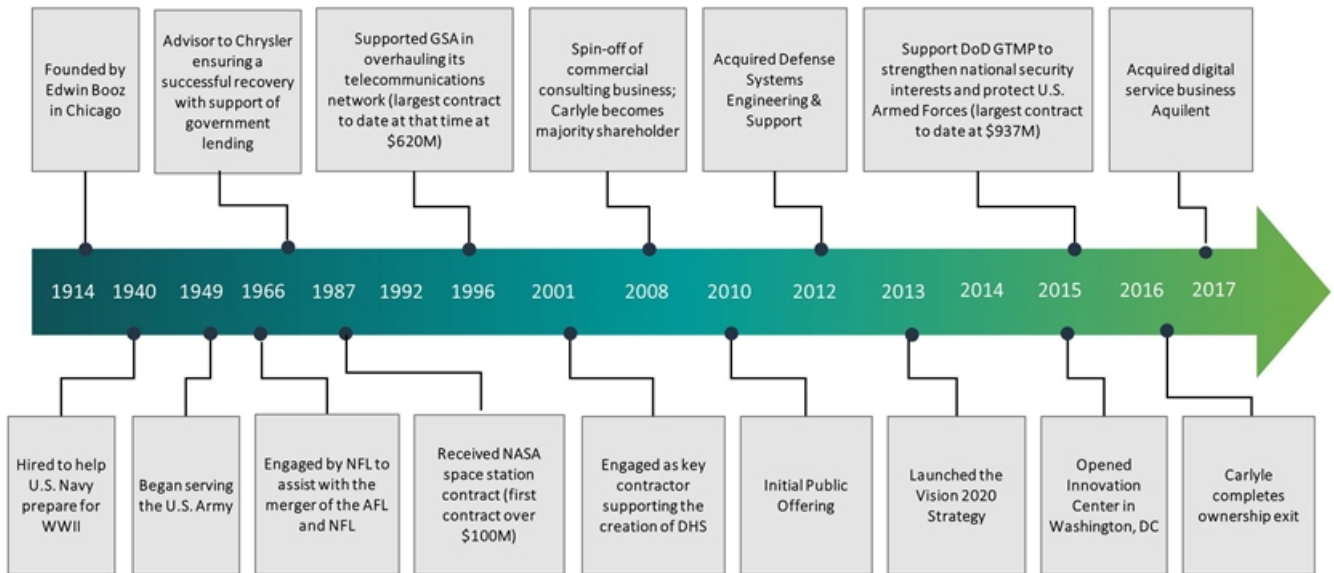 Founded by
Edwin Booz
in Chicago
Advisor to Chrysler
ensuring a
successful recovery
with support of
government
lending
Supported GSA in
overhauling its
telecommunications
network (largest contract
to date at that time at
$620M)
Spin-off of
commercial
consulting business;
Carlyle becomes
majority shareholder
Acquired Defense
Systems
Engineering &
Support
Support DoD GTMP to
strengthen national security
interests and protect U.S.
Armed Forces (largest contract
to date at $937M)
Acquired digital
service business
Aquilent
1914 1940 1949 1966 1987 1992 1996 2001 2008 2010 2012 2013 2014 2015 2016 2017
Hired to help
U.S. Navy
prepare for
WWII
Began serving
the U.S. Army
Engaged by NFL to
assist with the
merger of the AFL
and NFL
Received NASA
space station
contract (first
contract over
$100M)
Engaged as key
contractor
supporting the
creation of DHS
Initial Public
Offering
Launched the
Vision 2020
Strategy
Opened
Innovation
Center in
Washington, DC
Carlyle
completes
ownership exit